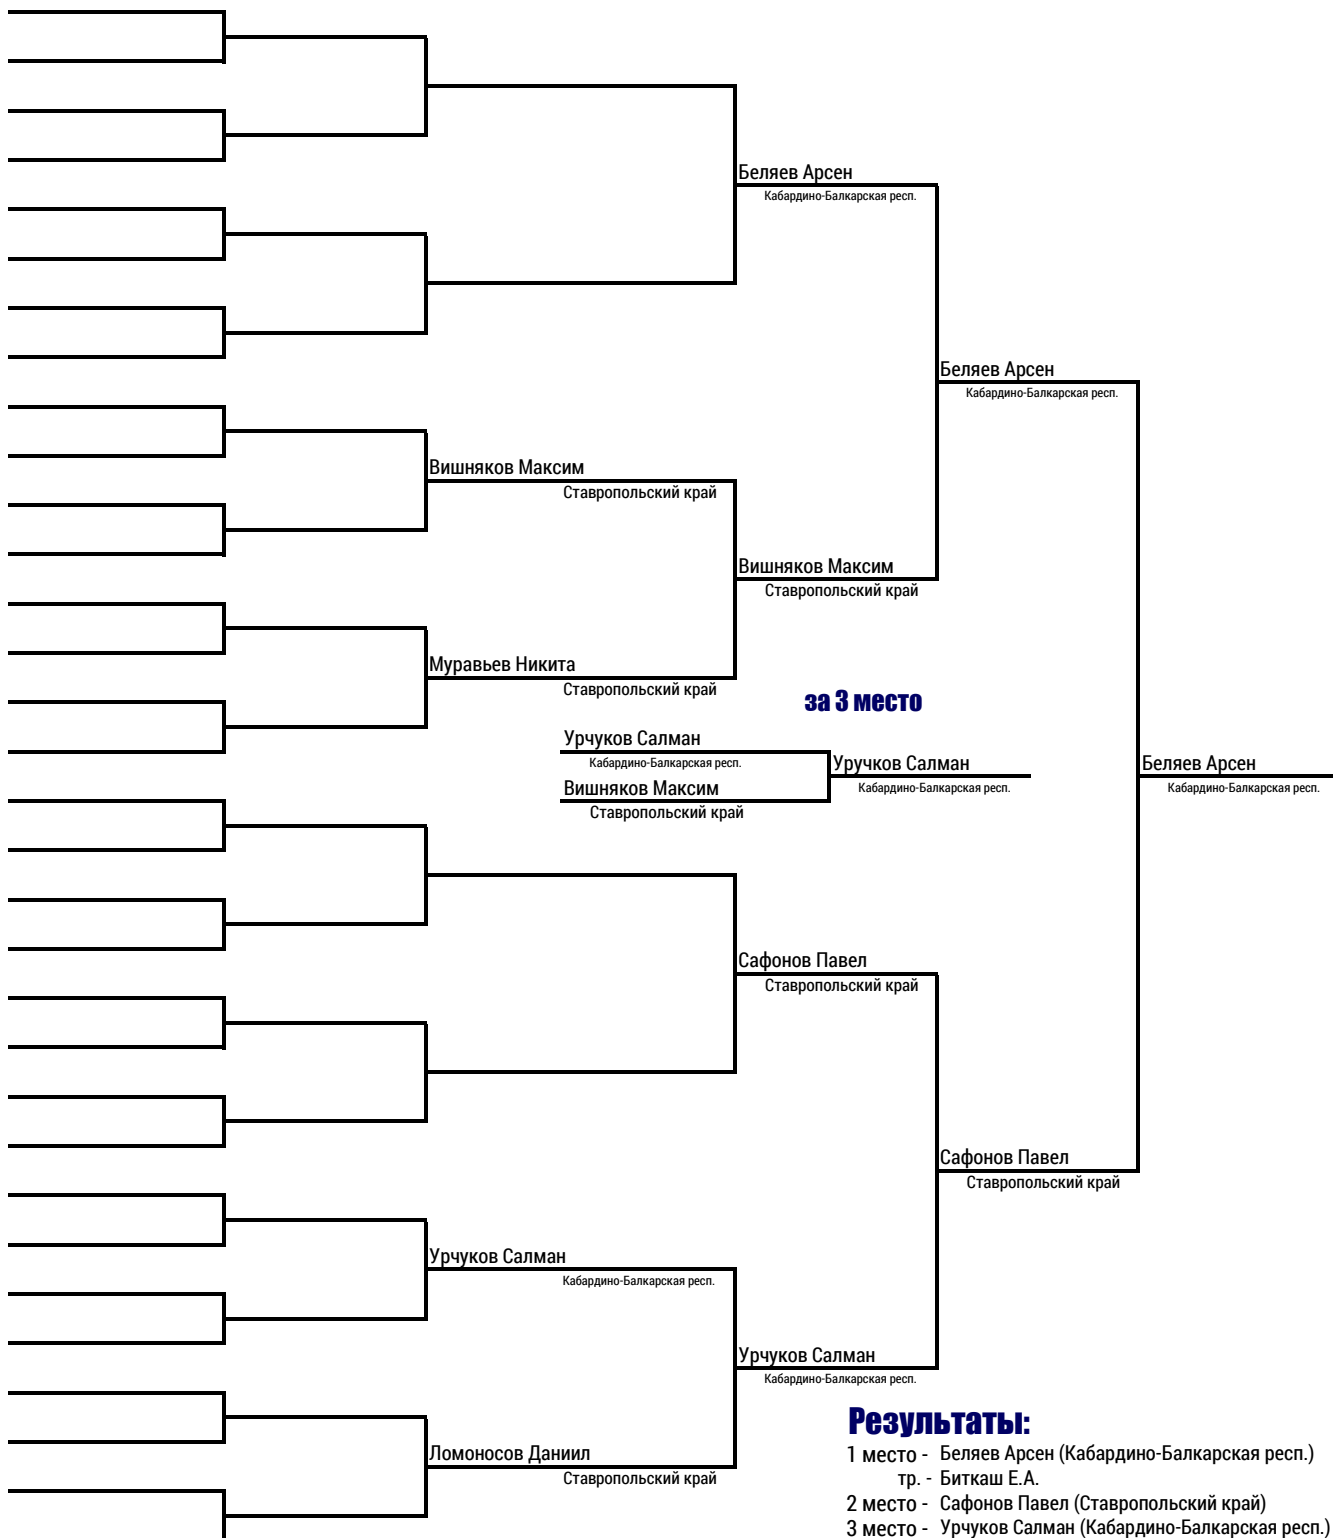 Беляев Арсен
Кабардино-Балкарская респ.
Беляев Арсен
Кабардино-Балкарская респ.
Вишняков Максим
Ставропольский край
Вишняков Максим
Ставропольский край
Муравьев Никита
Ставропольский край
за 3 место
Урчуков Салман
Кабардино-Балкарская респ.
Уручков Салман
Кабардино-Балкарская респ.
Беляев Арсен
Кабардино-Балкарская респ.
Вишняков Максим
Ставропольский край
Сафонов Павел
Ставропольский край
Сафонов Павел
Ставропольский край
Урчуков Салман
Кабардино-Балкарская респ.
Урчуков Салман
Кабардино-Балкарская респ.
Ломоносов Даниил
Ставропольский край
Результаты:
1 место - Беляев Арсен (Кабардино-Балкарская респ.)
тр. - Биткаш Е.А.
2 место - Сафонов Павел (Ставропольский край)
3 место - Урчуков Салман (Кабардино-Балкарская респ.)